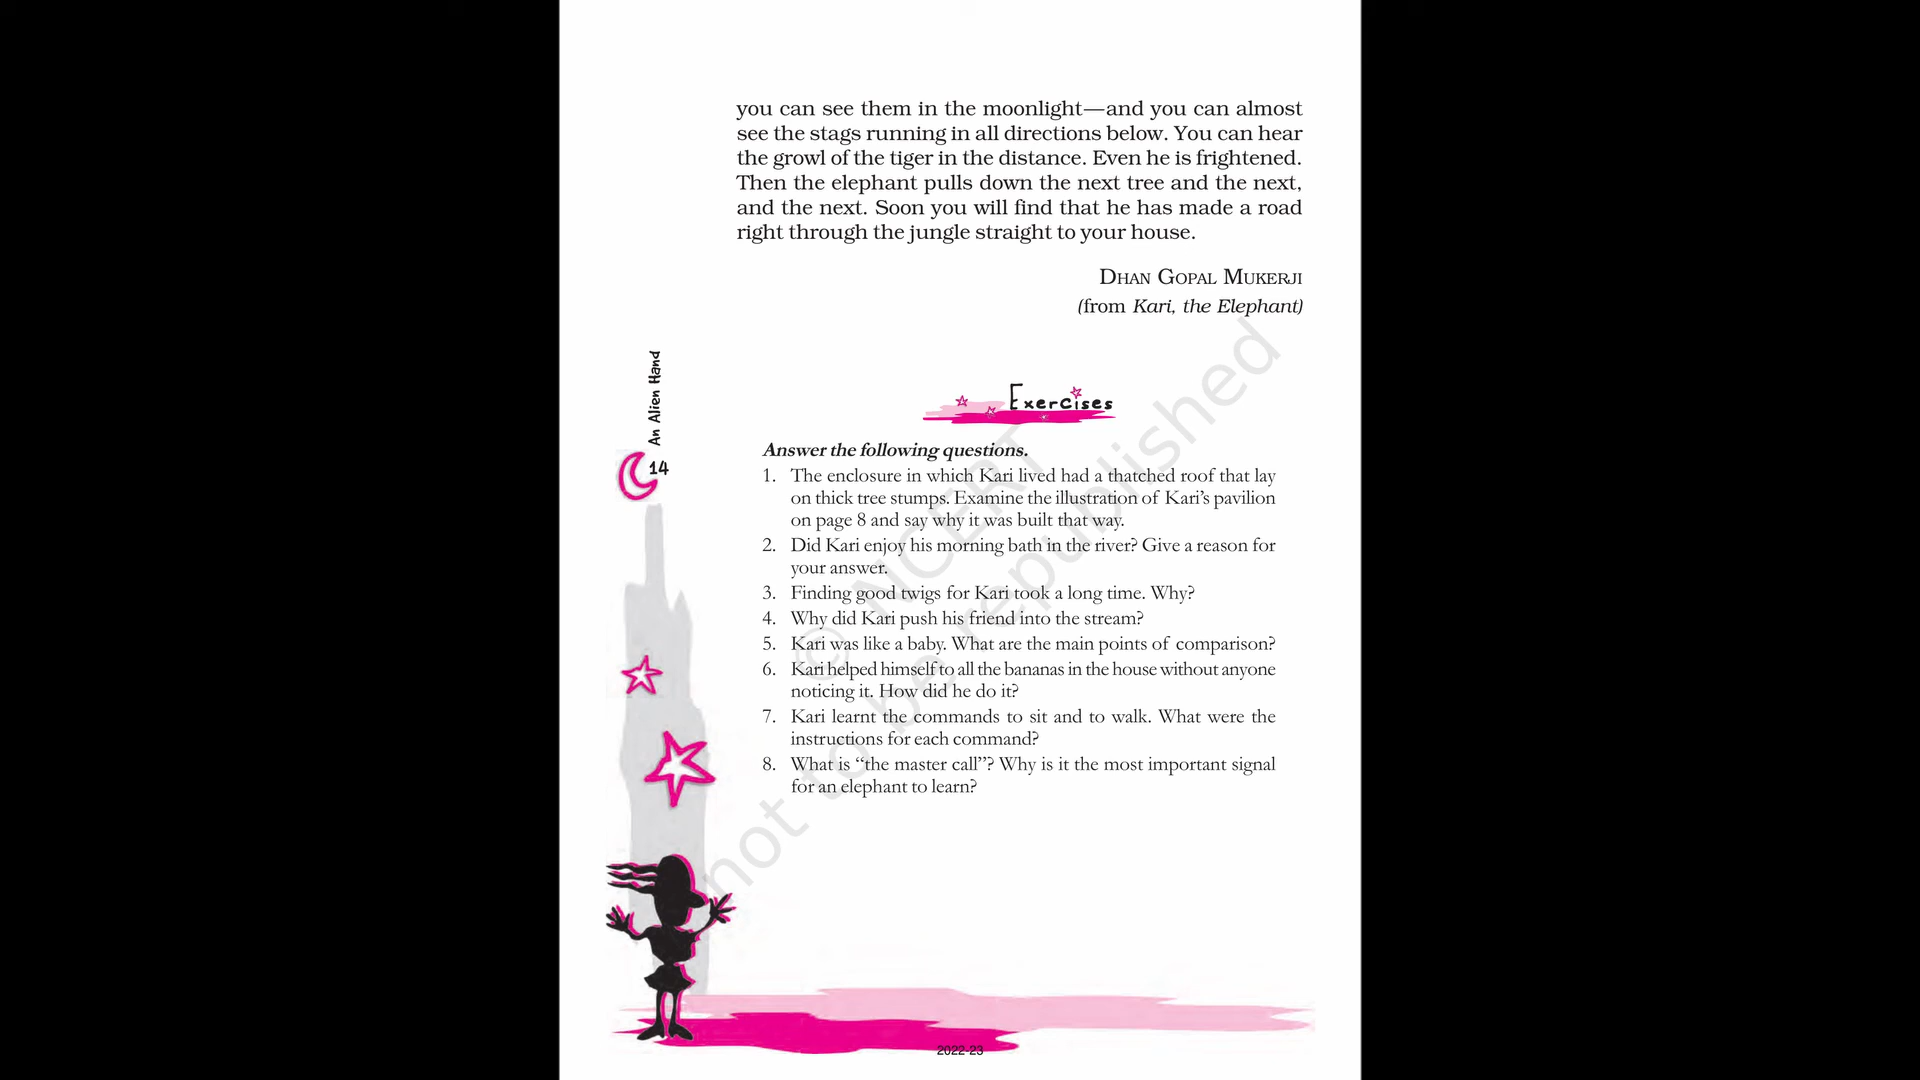 you can see them in the moonlight—and you can almost
see the stags running in all directions below. You can hear
the growl of the tiger in the distance. Even he is frightened.
Then the elephant pulls down the next tree and the next,
and the next. Soon you will find that he has made a road
right through the jungle straight to your house.
DHAN GOPAL MUKERJI
(from Kari, the Elephant)
An Alien Hand
14
Exercises
Answer the following questions.
1. The enclosure in which Kari lived had a thatched roof that lay
on thick tree stumps. Examine the illustration of Kari's pavilion
on page 8 and say why it was built that way.
2. Did Kari enjoy his morning bath in the river? Give a reason for
your answer.
3. Finding good twigs for Kari took a long time. Why?
4. Why did Kari push his friend into the stream?
5. Kari was like a baby. What are the main points of comparison?
6. Kari helped himself to all the bananas in the house without anyone
noticing it. How did he do it?
7. Kari learnt the commands to sit and to walk. What were the
instructions for each command?
8. What is “the master call”? Why is it the most important signal
for an elephant to learn?
© NCERT
not to be republished
2022-23